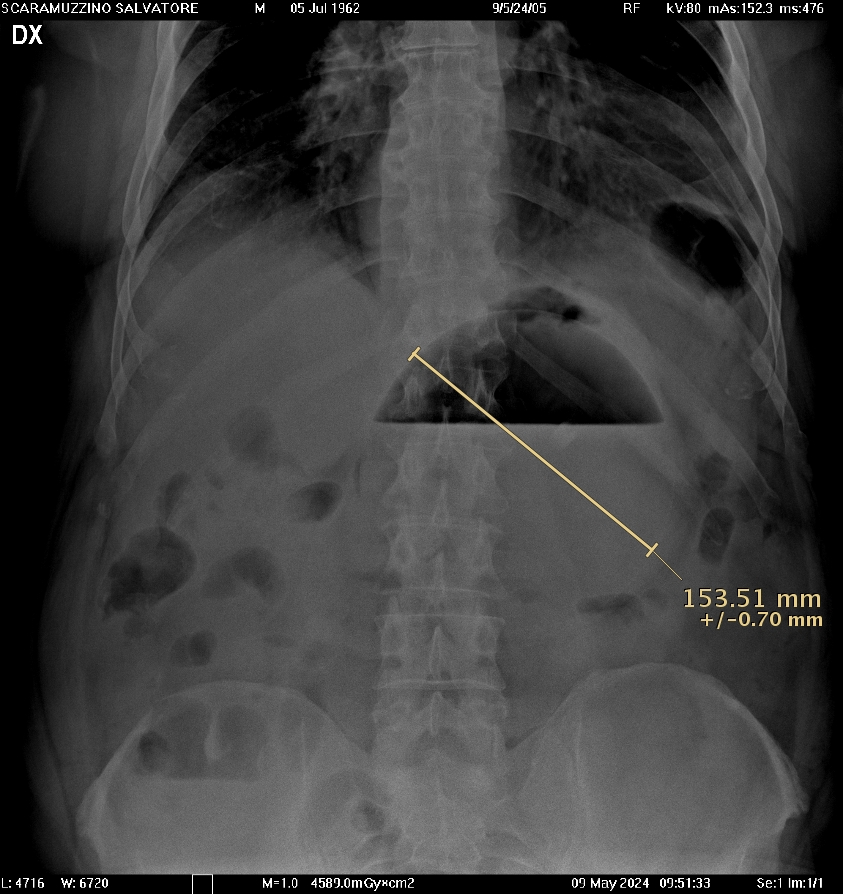 SCARAMUZZINO SALVATORE M 05 Jul 1962 9/5/24/05 RF kV:80 mAs:152.3 ms:476
DX
153.51 mm
+/-0.70 mm
L: 4716 W: 6720 M=1.0 4589.0mGy×cm2 09 May 2024 09:51:33 Se:1 Im:1/1